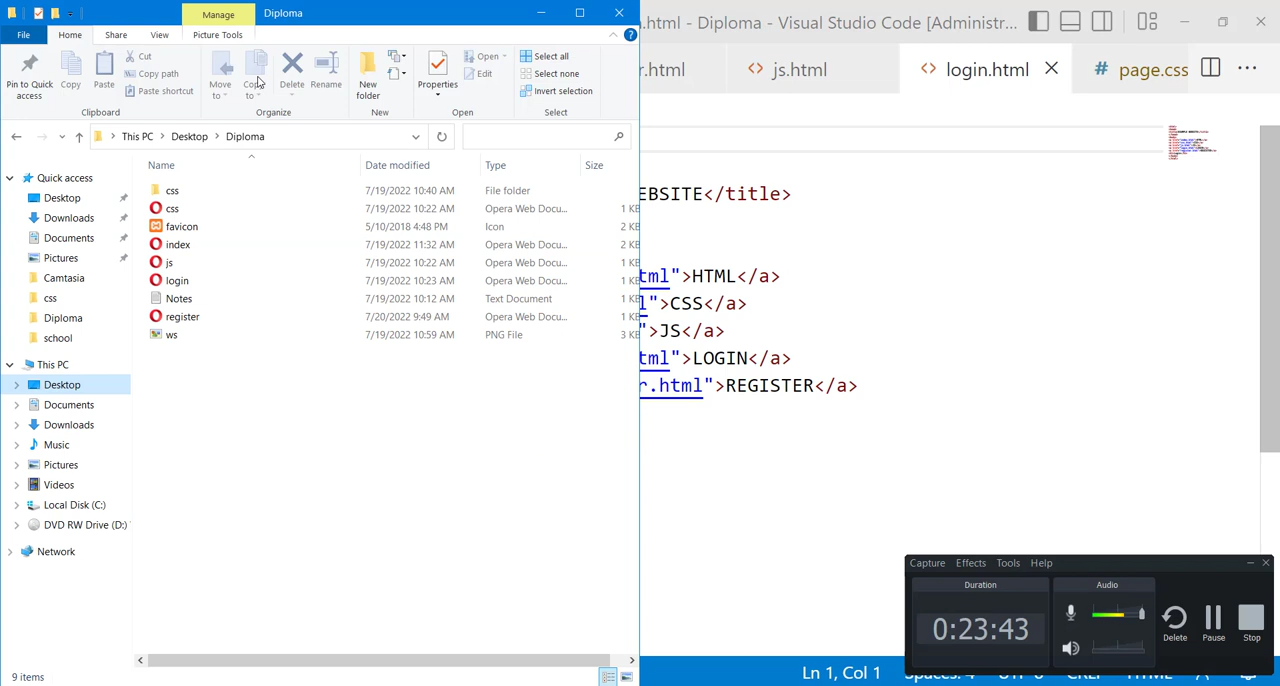 Manage
Diploma
.html - Diploma - Visual Studio Code [Administr...
File
Home
Share
View
Picture Tools
Pin to Quick access
Copy
Paste
Cut
Copy path
Paste shortcut
Move to
Copy to
Delete
Rename
New folder
Properties
Open
Edit
Select all
Select none
Invert selection
Clipboard
Organize
New
Open
Select
r.html
js.html
login.html
# page.css
This PC
Desktop
Diploma
Name
Date modified
Type
Size
css 7/19/2022 10:40 AM File folder
css 7/19/2022 10:22 AM Opera Web Docu... 1 KB
favicon 5/10/2018 4:48 PM Icon 2 KB
index 7/19/2022 11:32 AM Opera Web Docu... 2 KB
js 7/19/2022 10:22 AM Opera Web Docu... 1 KB
login 7/19/2022 10:23 AM Opera Web Docu... 1 KB
Notes 7/19/2022 10:12 AM Text Document 1 KB
register 7/20/2022 9:49 AM Opera Web Docu... 1 KB
ws 7/19/2022 10:59 AM PNG File 3 KB
Quick access
Desktop
Downloads
Documents
Pictures
Camtasia
css
Diploma
school
This PC
Desktop
Documents
Downloads
Music
Pictures
Videos
Local Disk (C:)
DVD RW Drive (D:)
Network
9 items
EBSITE</title>
tml">HTML</a>
l">CSS</a>
">JS</a>
tml">LOGIN</a>
r.html">REGISTER</a>
Capture
Effects
Tools
Help
Duration
Audio
0:23:43
Delete
Pause
Stop
Ln 1, Col 1